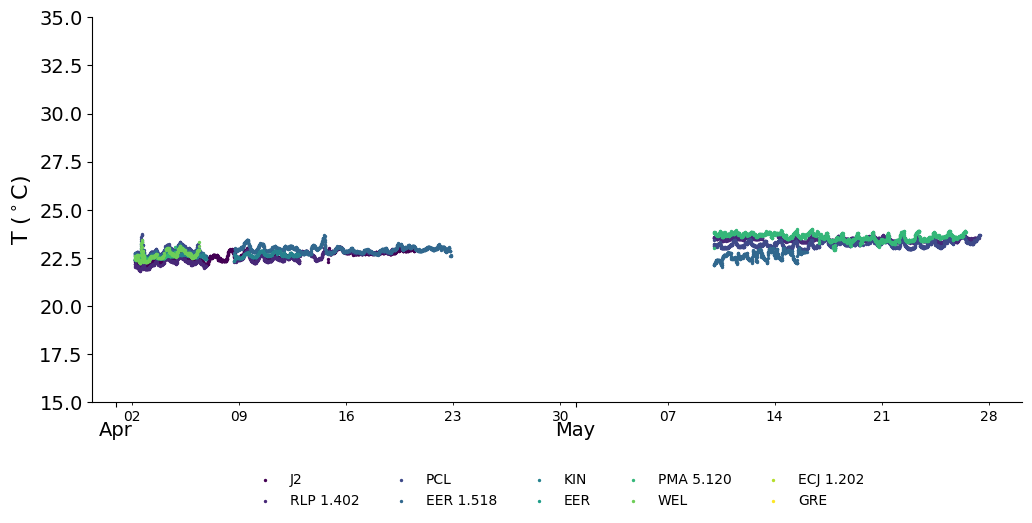 35.0
32.5
30.0
27.5
25.0
22.5
20.0
17.5
15.0
T (°C)
02 09 16 23 30 07 14 21 28
Apr May
J2 PCL KIN PMA 5.120 ECJ 1.202
RLP 1.402 EER 1.518 EER WEL GRE